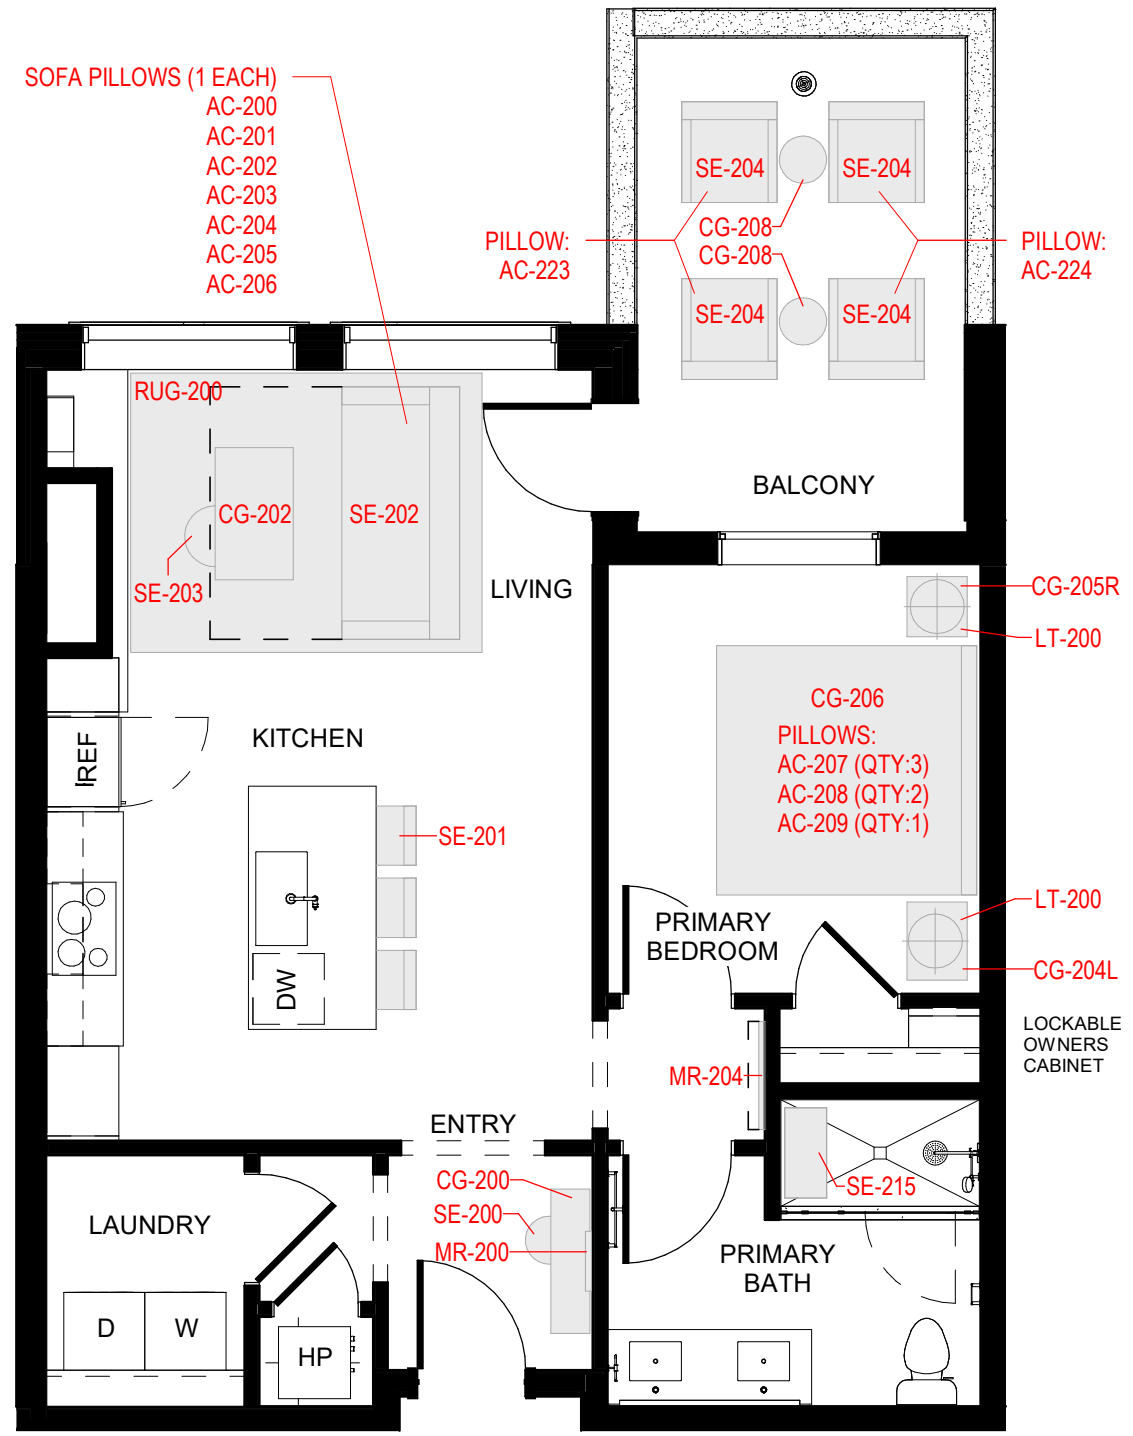 SOFA PILLOWS (1 EACH)
AC-200
AC-201
AC-202
AC-203
AC-204
AC-205
AC-206
SE-204
SE-204
CG-208
CG-208
PILLOW:
AC-223
PILLOW:
AC-224
SE-204
SE-204
RUG-200
CG-202
SE-202
SE-203
LIVING
BALCONY
CG-205R
LT-200
CG-206
PILLOWS:
AC-207 (QTY:3)
AC-208 (QTY:2)
AC-209 (QTY:1)
KITCHEN
REF
SE-201
DW
PRIMARY
BEDROOM
LT-200
CG-204L
LOCKABLE
OWNERS
CABINET
MR-204
ENTRY
CG-200
SE-200
MR-200
SE-215
LAUNDRY
PRIMARY
BATH
D
W
HP